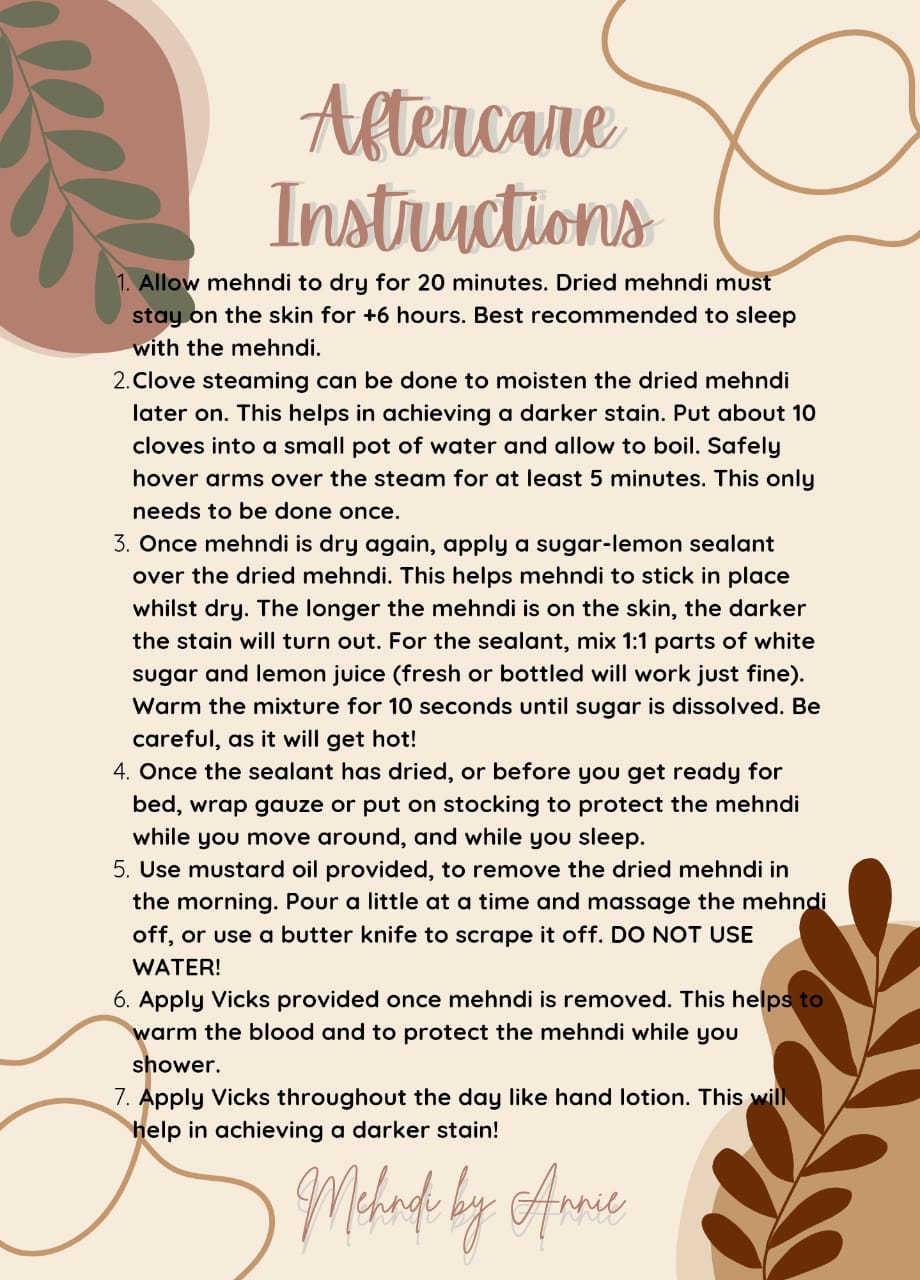 Aftercare
Instructions
1. Allow mehndi to dry for 20 minutes. Dried mehndi must
stay on the skin for +6 hours. Best recommended to sleep
with the mehndi.
2. Clove steaming can be done to moisten the dried mehndi
later on. This helps in achieving a darker stain. Put about 10
cloves into a small pot of water and allow to boil. Safely
hover arms over the steam for at least 5 minutes. This only
needs to be done once.
3. Once mehndi is dry again, apply a sugar-lemon sealant
over the dried mehndi. This helps mehndi to stick in place
whilst dry. The longer the mehndi is on the skin, the darker
the stain will turn out. For the sealant, mix 1:1 parts of white
sugar and lemon juice (fresh or bottled will work just fine).
Warm the mixture for 10 seconds until sugar is dissolved. Be
careful, as it will get hot!
4. Once the sealant has dried, or before you get ready for
bed, wrap gauze or put on stocking to protect the mehndi
while you move around, and while you sleep.
5. Use mustard oil provided, to remove the dried mehndi in
the morning. Pour a little at a time and massage the mehndi
off, or use a butter knife to scrape it off. DO NOT USE
WATER!
6. Apply Vicks provided once mehndi is removed. This helps to
warm the blood and to protect the mehndi while you
shower.
7. Apply Vicks throughout the day like hand lotion. This will
help in achieving a darker stain!
Mehndi by Annie